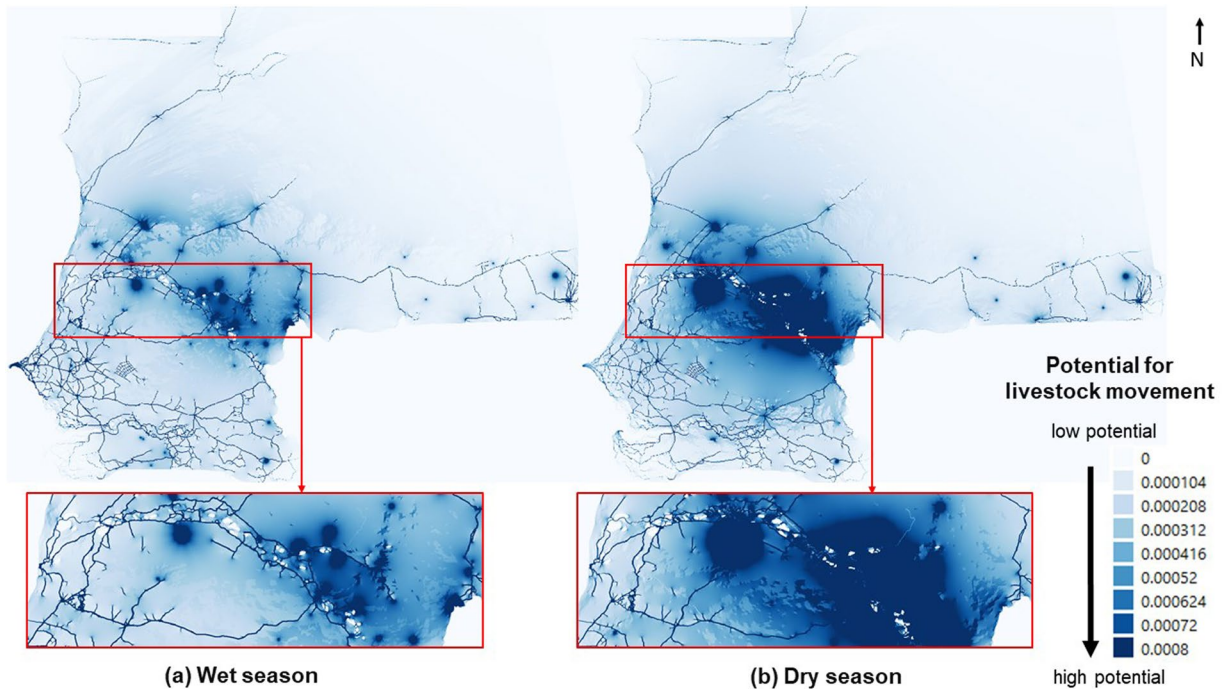 N
Potential for
livestock movement
low potential
0
0.000104
0.000208
0.000312
0.000416
0.00052
0.000624
0.00072
0.0008
high potential
(a) Wet season
(b) Dry season